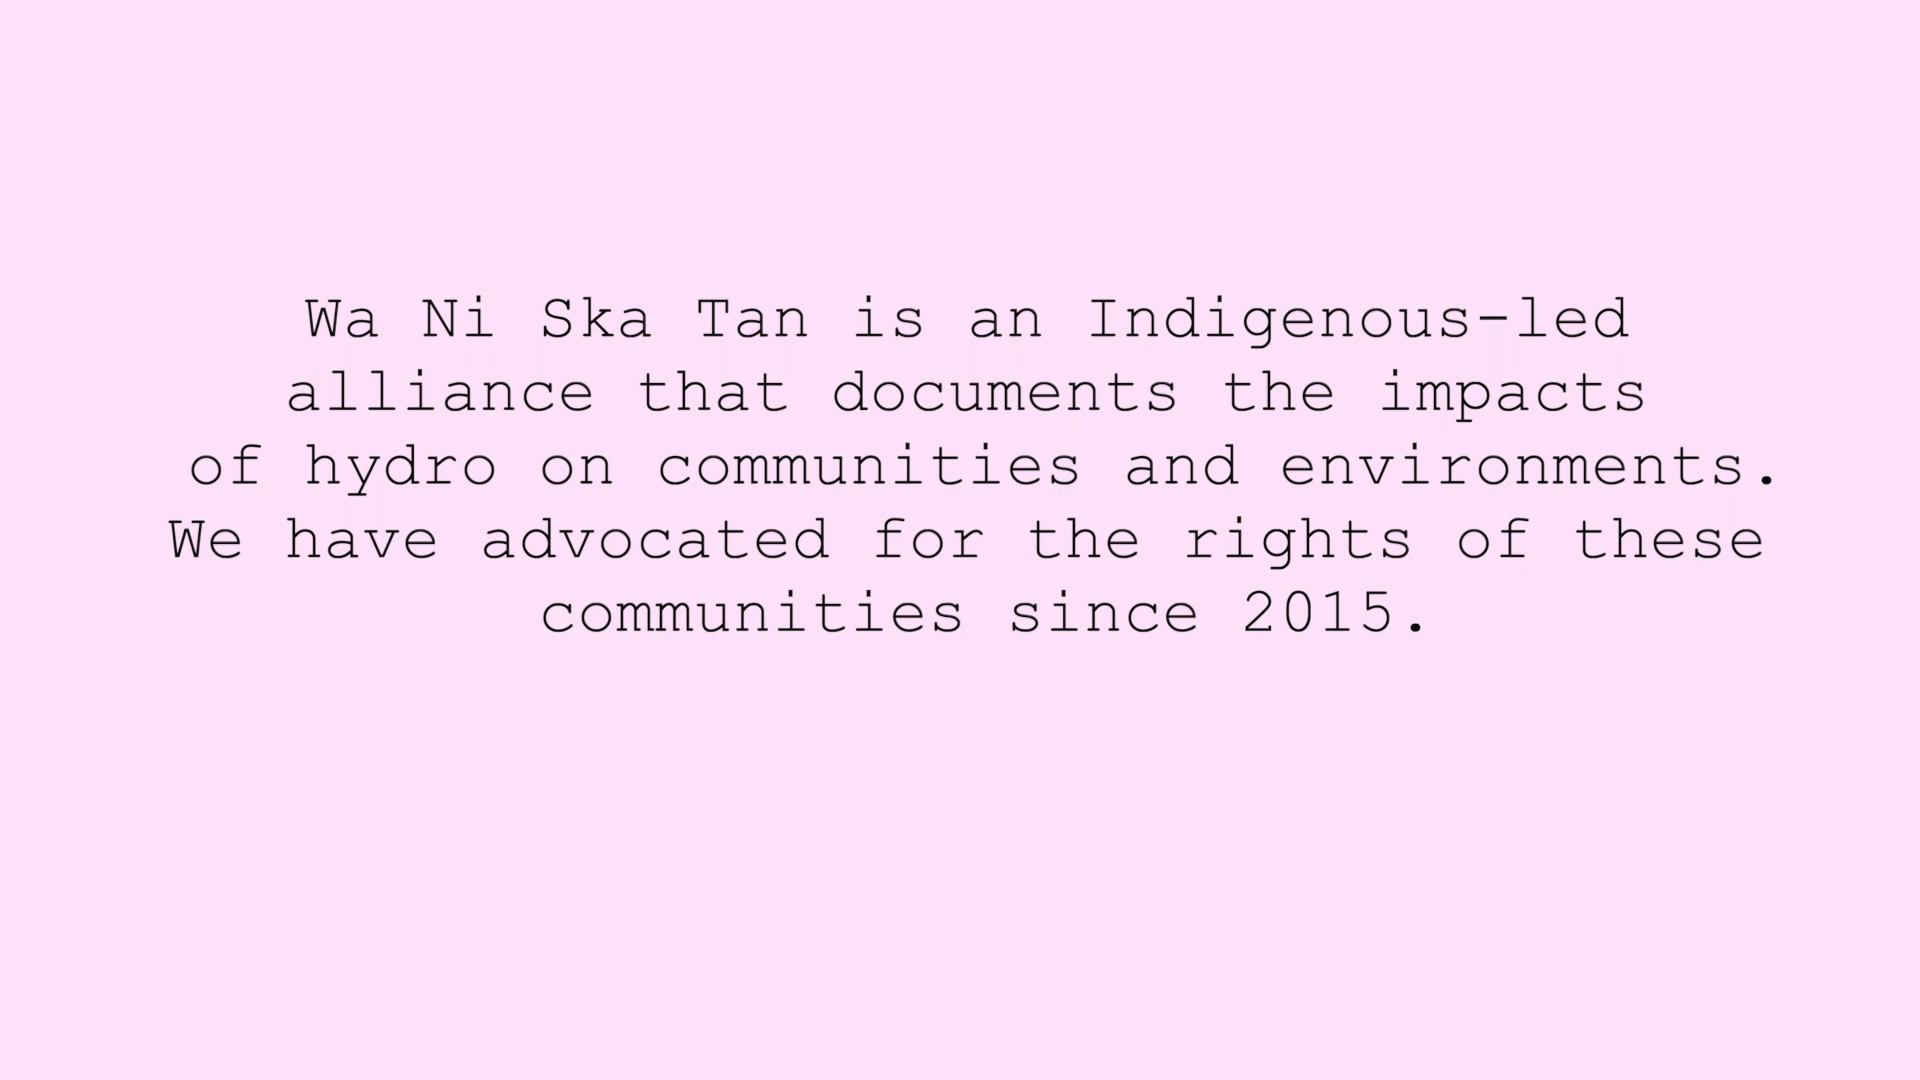 Wa Ni Ska Tan is an Indigenous-led
alliance that documents the impacts
of hydro on communities and environments.
We have advocated for the rights of these
communities since 2015.